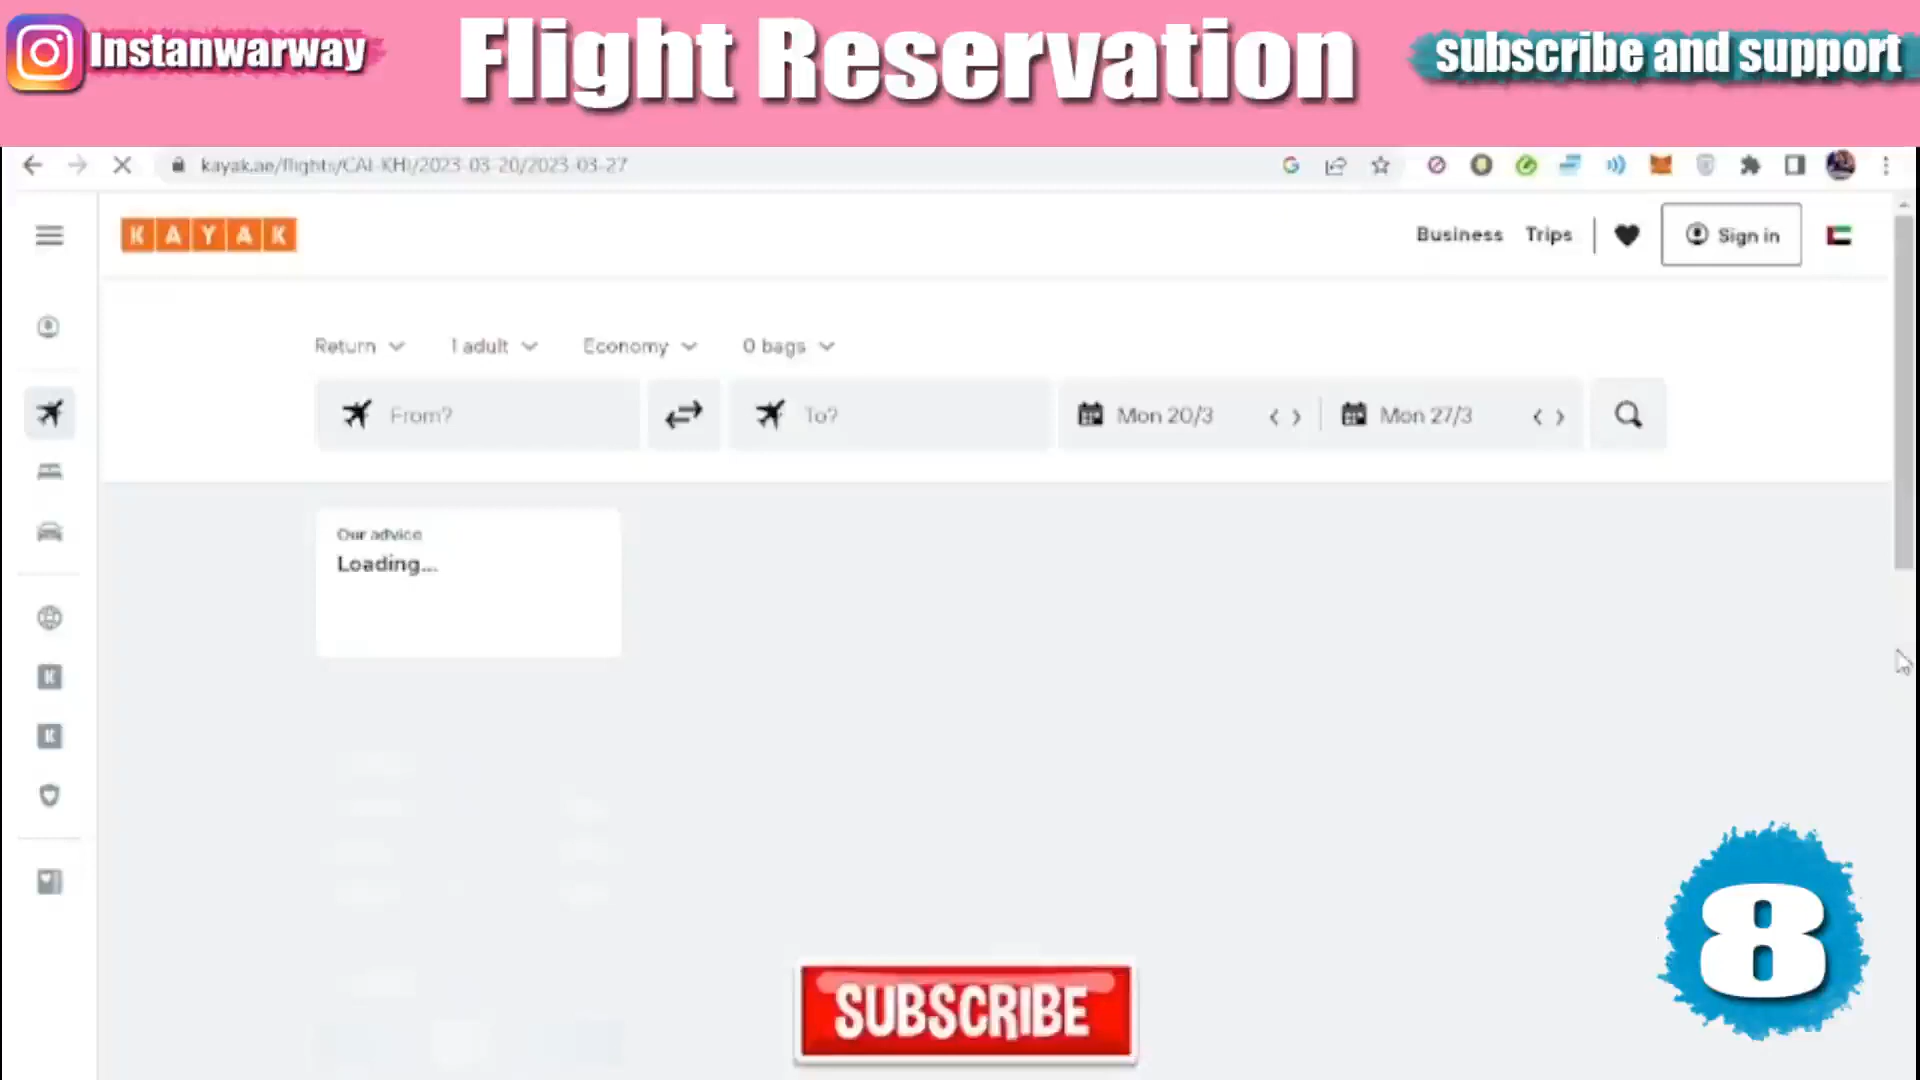 Instanwarway
Flight Reservation
subscribe and support
kayak.ae/flights/CAI-KHI/2023-03-20/2023-03-27
KAYAK
Business Trips Sign in
Return 1 adult Economy 0 bags
From? To? Mon 20/3 Mon 27/3
Our advice
Loading...
K
K
8
SUBSCRIBE